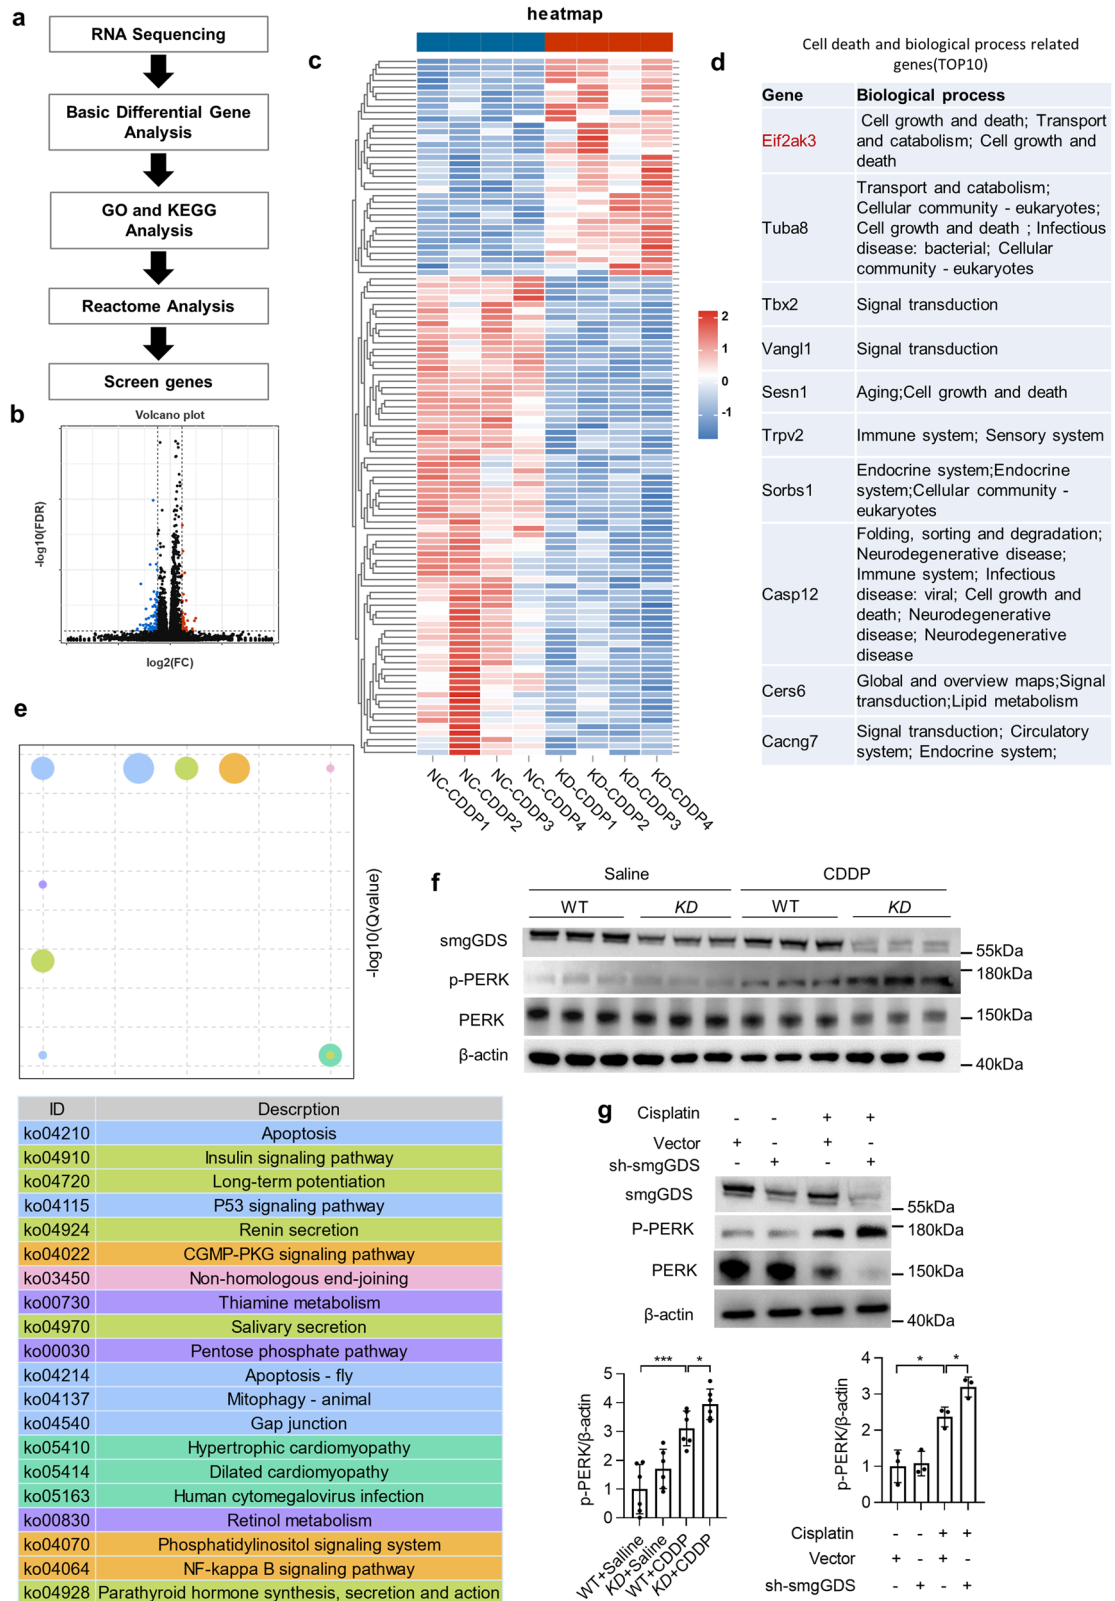 a
RNA Sequencing
Basic Differential Gene
Analysis
GO and KEGG
Analysis
Reactome Analysis
Screen genes
b
Volcano plot
-log10(FDR)
log2(FC)
c
heatmap
2
1
0
-1
NC-CDDP1
NC-CDDP2
NC-CDDP3
NC-CDDP4
KD-CDDP1
KD-CDDP2
KD-CDDP3
KD-CDDP4
d
Cell death and biological process related
genes(TOP10)
Gene Biological process
Eif2ak3 Cell growth and death; Transport
and catabolism; Cell growth and
death
Tuba8 Transport and catabolism;
Cellular community - eukaryotes;
Cell growth and death ; Infectious
disease: bacterial; Cellular
community - eukaryotes
Tbx2 Signal transduction
Vangl1 Signal transduction
Sesn1 Aging;Cell growth and death
Trpv2 Immune system; Sensory system
Sorbs1 Endocrine system;Endocrine
system;Cellular community -
eukaryotes
Casp12 Folding, sorting and degradation;
Neurodegenerative disease;
Immune system; Infectious
disease: viral; Cell growth and
death; Neurodegenerative
disease; Neurodegenerative
disease
Cers6 Global and overview maps;Signal
transduction;Lipid metabolism
Cacng7 Signal transduction; Circulatory
system; Endocrine system;
e
-log10(Qvalue)
ID Descrption
ko04210 Apoptosis
ko04910 Insulin signaling pathway
ko04720 Long-term potentiation
ko04115 P53 signaling pathway
ko04924 Renin secretion
ko04022 CGMP-PKG signaling pathway
ko03450 Non-homologous end-joining
ko00730 Thiamine metabolism
ko04970 Salivary secretion
ko00030 Pentose phosphate pathway
ko04214 Apoptosis - fly
ko04137 Mitophagy - animal
ko04540 Gap junction
ko05410 Hypertrophic cardiomyopathy
ko05414 Dilated cardiomyopathy
ko05163 Human cytomegalovirus infection
ko00830 Retinol metabolism
ko04070 Phosphatidylinositol signaling system
ko04064 NF-kappa B signaling pathway
ko04928 Parathyroid hormone synthesis, secretion and action
f
Saline CDDP
WT KD WT KD
smgGDS 55kDa
p-PERK 180kDa
PERK 150kDa
β-actin 40kDa
g
Cisplatin - - + +
Vector + - + -
sh-smgGDS - + - +
smgGDS 55kDa
P-PERK 180kDa
PERK 150kDa
β-actin 40kDa
p-PERK/β-actin
5
4
3
2
1
0
*** *
WT+Saline
KD+Saline
WT+CDDP
KD+CDDP
p-PERK/β-actin
4
3
2
1
0
* *
Cisplatin - - + +
Vector + - + -
sh-smgGDS - + - +